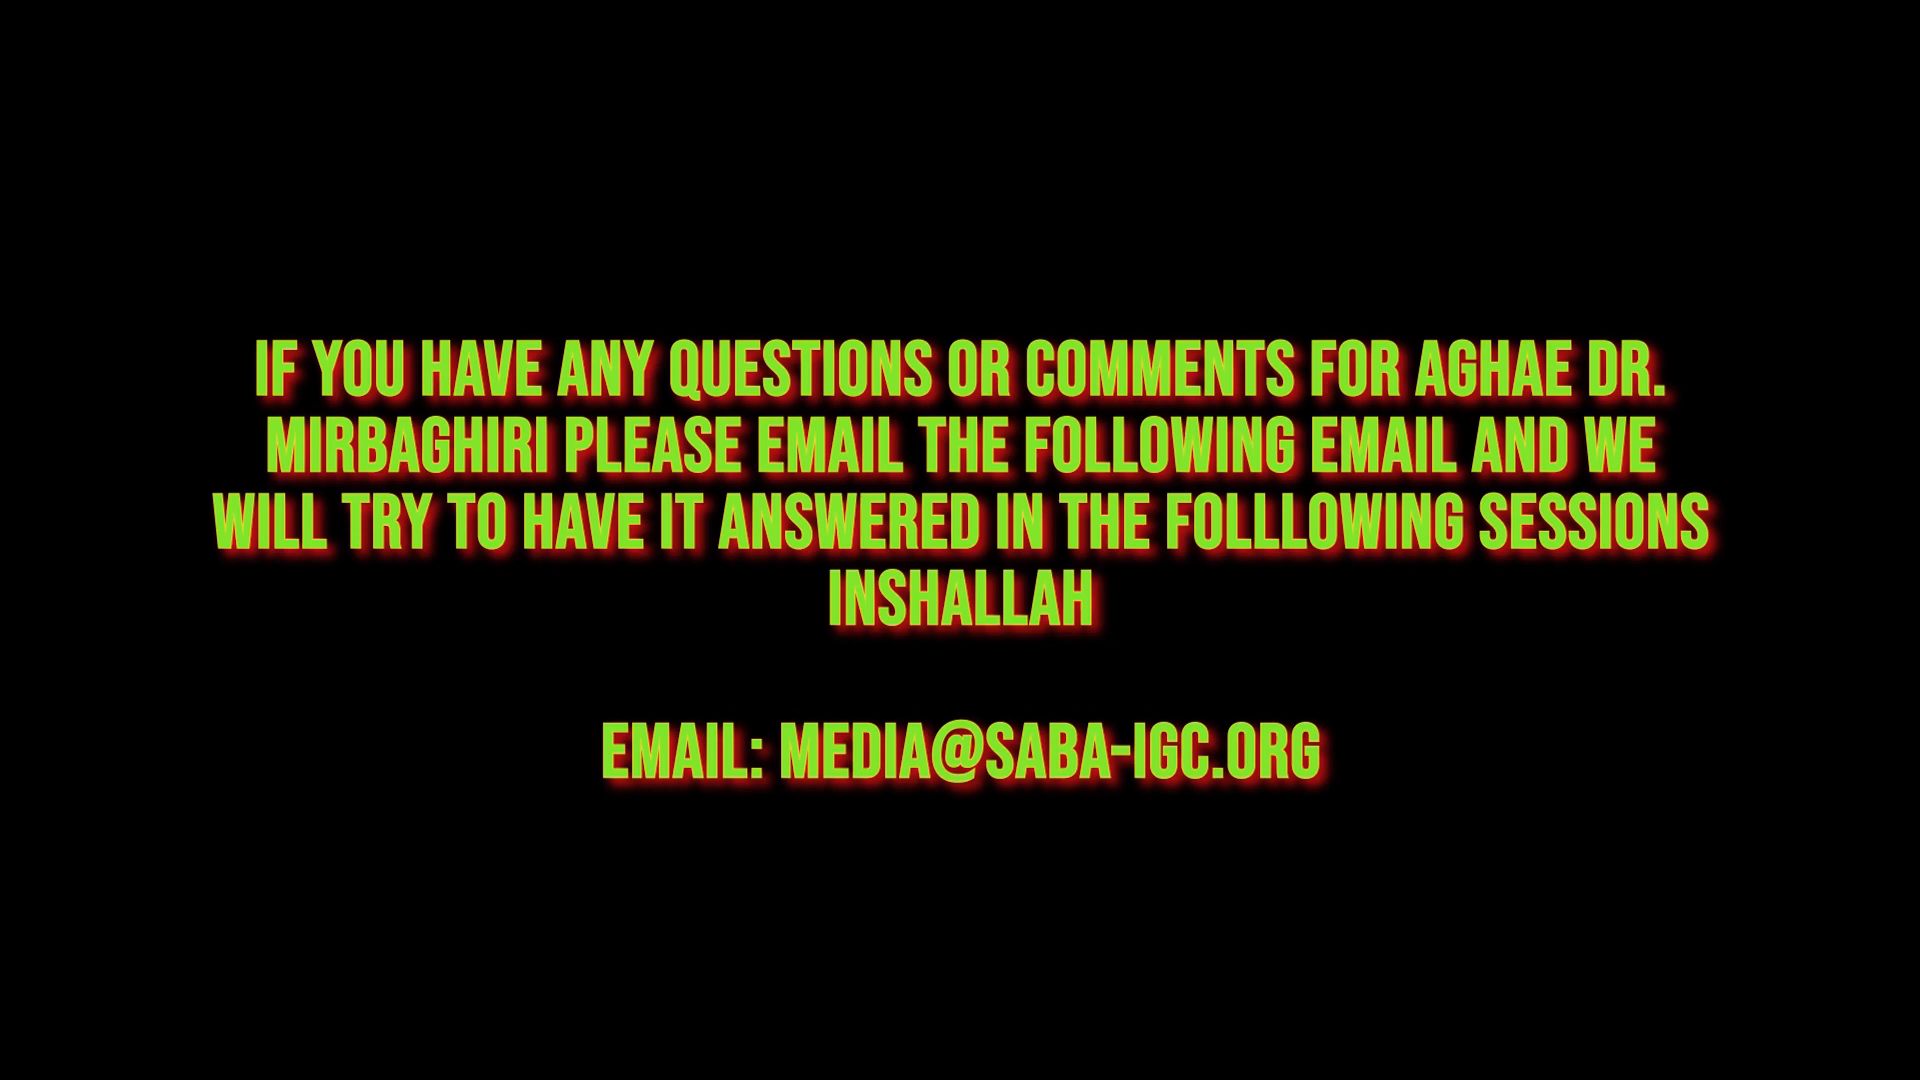 IF YOU HAVE ANY QUESTIONS OR COMMENTS FOR AGHAE DR.
MIRBAGHIRI PLEASE EMAIL THE FOLLOWING EMAIL AND WE
WILL TRY TO HAVE IT ANSWERED IN THE FOLLLOWING SESSIONS
INSHALLAH
EMAIL: MEDIA@SABA-IGC.ORG